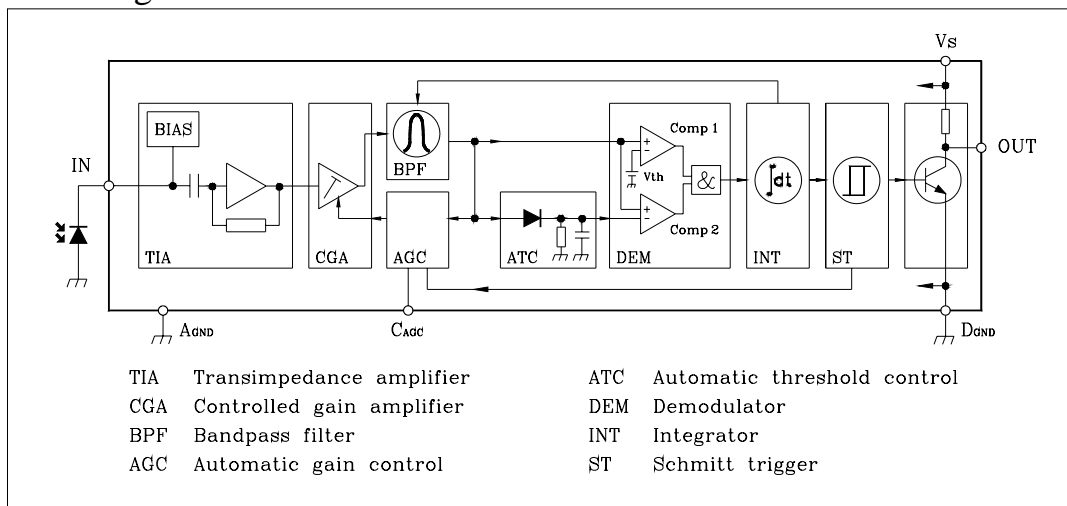 Vs
BIAS
Comp 1
IN
OUT
Vth
BPF
&
∫dt
Comp 2
TIA
CGA
AGC
ATC
DEM
INT
ST
AGND
CAGC
DGND
TIA Transimpedance amplifier
CGA Controlled gain amplifier
BPF Bandpass filter
AGC Automatic gain control
ATC Automatic threshold control
DEM Demodulator
INT Integrator
ST Schmitt trigger